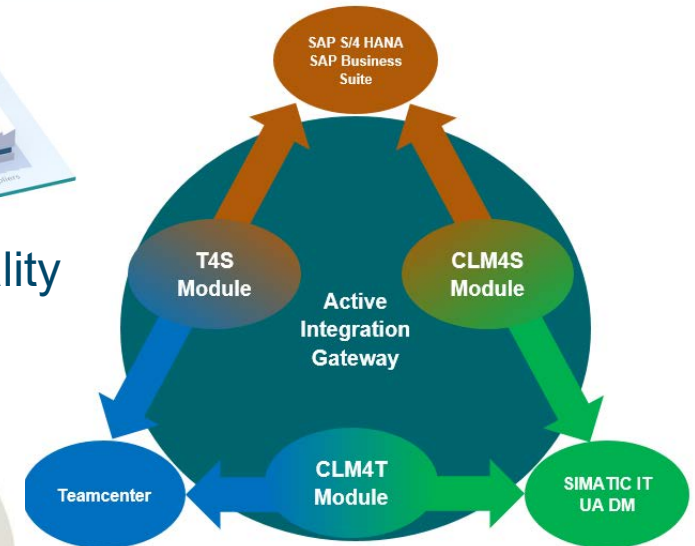 SAP S/4 HANA
SAP Business
Suite
T4S
Module
CLM4S
Module
Active
Integration
Gateway
CLM4T
Module
Teamcenter
SIMATIC IT
UA DM